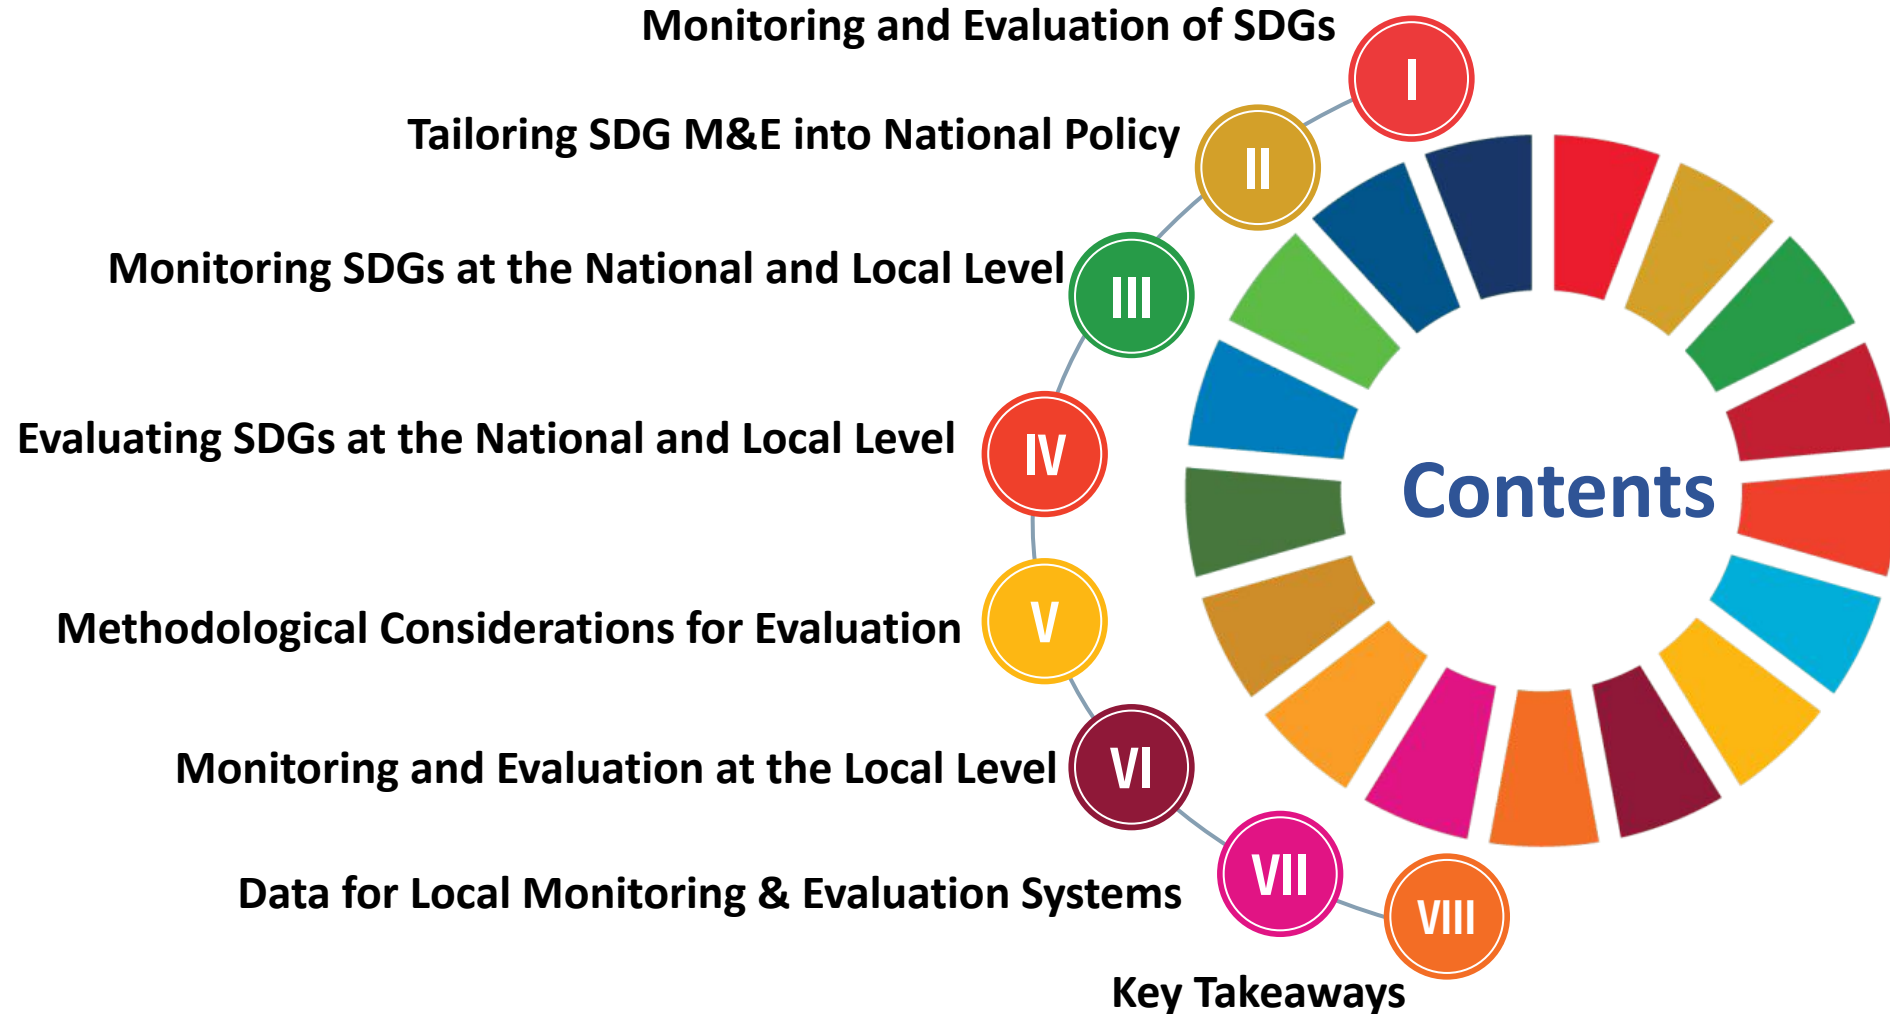 Monitoring and Evaluation of SDGs
I
Tailoring SDG M&E into National Policy
II
Monitoring SDGs at the National and Local Level
III
Evaluating SDGs at the National and Local Level
IV
Contents
Methodological Considerations for Evaluation
V
Monitoring and Evaluation at the Local Level
VI
Data for Local Monitoring & Evaluation Systems
VII
VIII
Key Takeaways